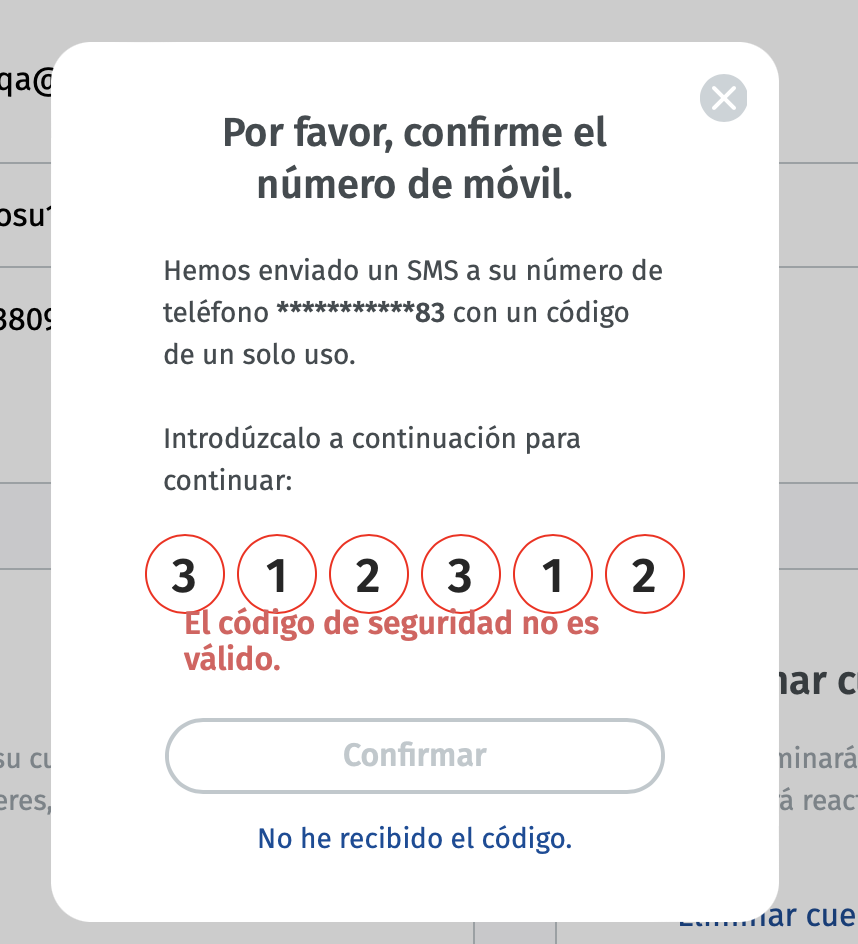 qa@
Por favor, confirme el
número de móvil.
osu
Hemos enviado un SMS a su número de
teléfono ***********83 con un código
de un solo uso.
3809
Introdúzcalo a continuación para
continuar:
3 1 2 3 1 2
El código de seguridad no es
válido.
nar cu
Confirmar
su cu
minará
eres,
á react
No he recibido el código.
Eliminar cue